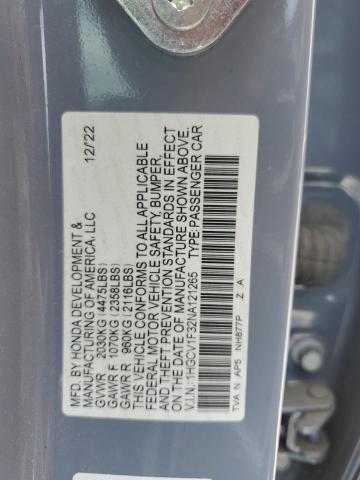 MFD. BY HONDA DEVELOPMENT &
MANUFACTURING OF AMERICA, LLC 12/22
GVWR 2030KG (4475LBS)
GAWR F 1070KG (2358LBS)
GAWR R 960KG (2116LBS)
THIS VEHICLE CONFORMS TO ALL APPLICABLE
FEDERAL MOTOR VEHICLE SAFETY, BUMPER,
AND THEFT PREVENTION STANDARDS IN EFFECT
ON THE DATE OF MANUFACTURE SHOWN ABOVE.
V.I.N.: 1HGCV1F32NA121265 TYPE: PASSENGER CAR
TVA N AP5 NH877P Z A